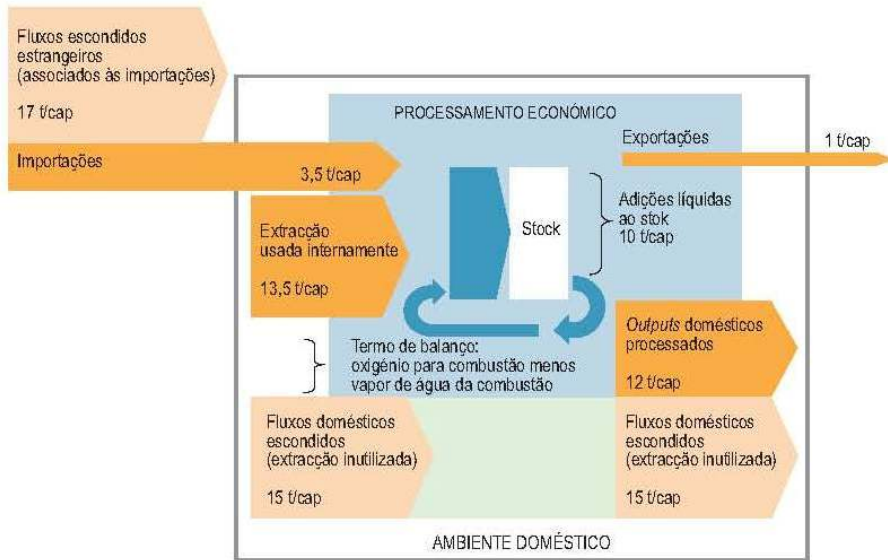 Fluxos escondidos
estrangeiros
(associados às importações)
17 t/cap
Importações
3,5 t/cap
PROCESSAMENTO ECONÓMICO
Exportações
1 t/cap
Extracção
usada internamente
13,5 t/cap
Stock
Adições líquidas
ao stok
10 t/cap
Outputs domésticos
processados
12 t/cap
Termo de balanço:
oxigénio para combustão menos
vapor de água da combustão
Fluxos domésticos
escondidos
(extracção inutilizada)
15 t/cap
Fluxos domésticos
escondidos
(extracção inutilizada)
15 t/cap
AMBIENTE DOMÉSTICO